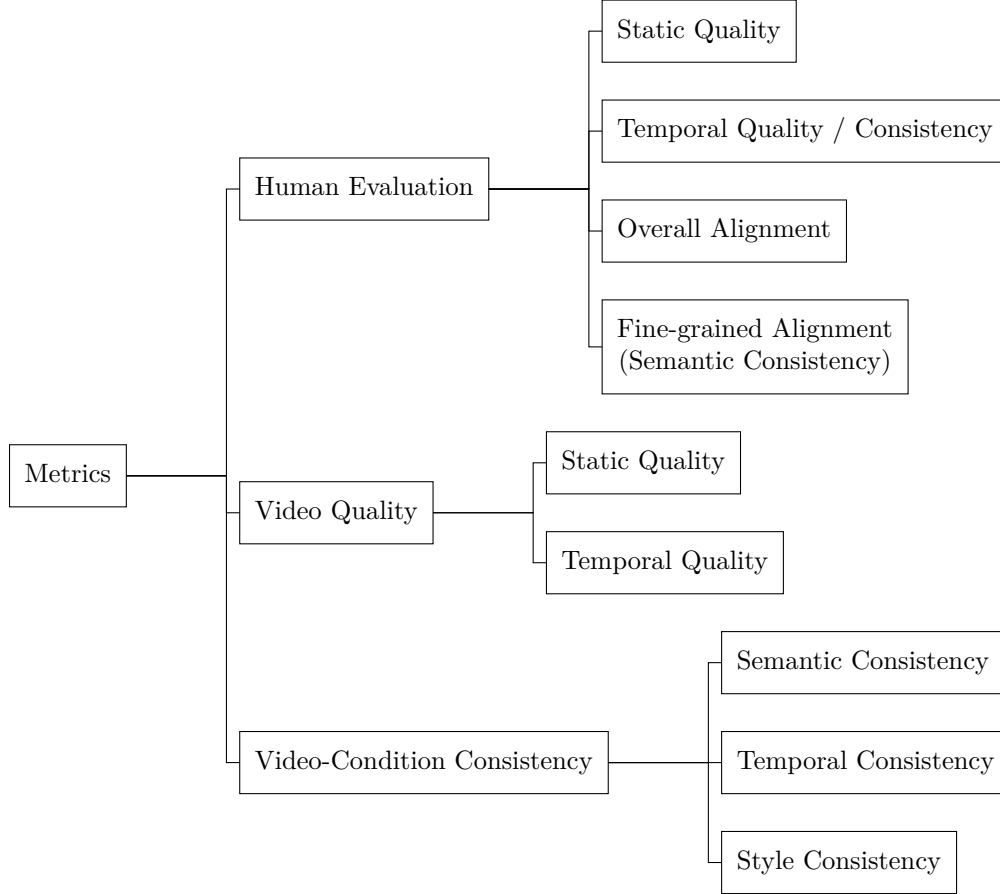 Metrics
Human Evaluation
Static Quality
Temporal Quality / Consistency
Overall Alignment
Fine-grained Alignment
(Semantic Consistency)
Video Quality
Static Quality
Temporal Quality
Video-Condition Consistency
Semantic Consistency
Temporal Consistency
Style Consistency